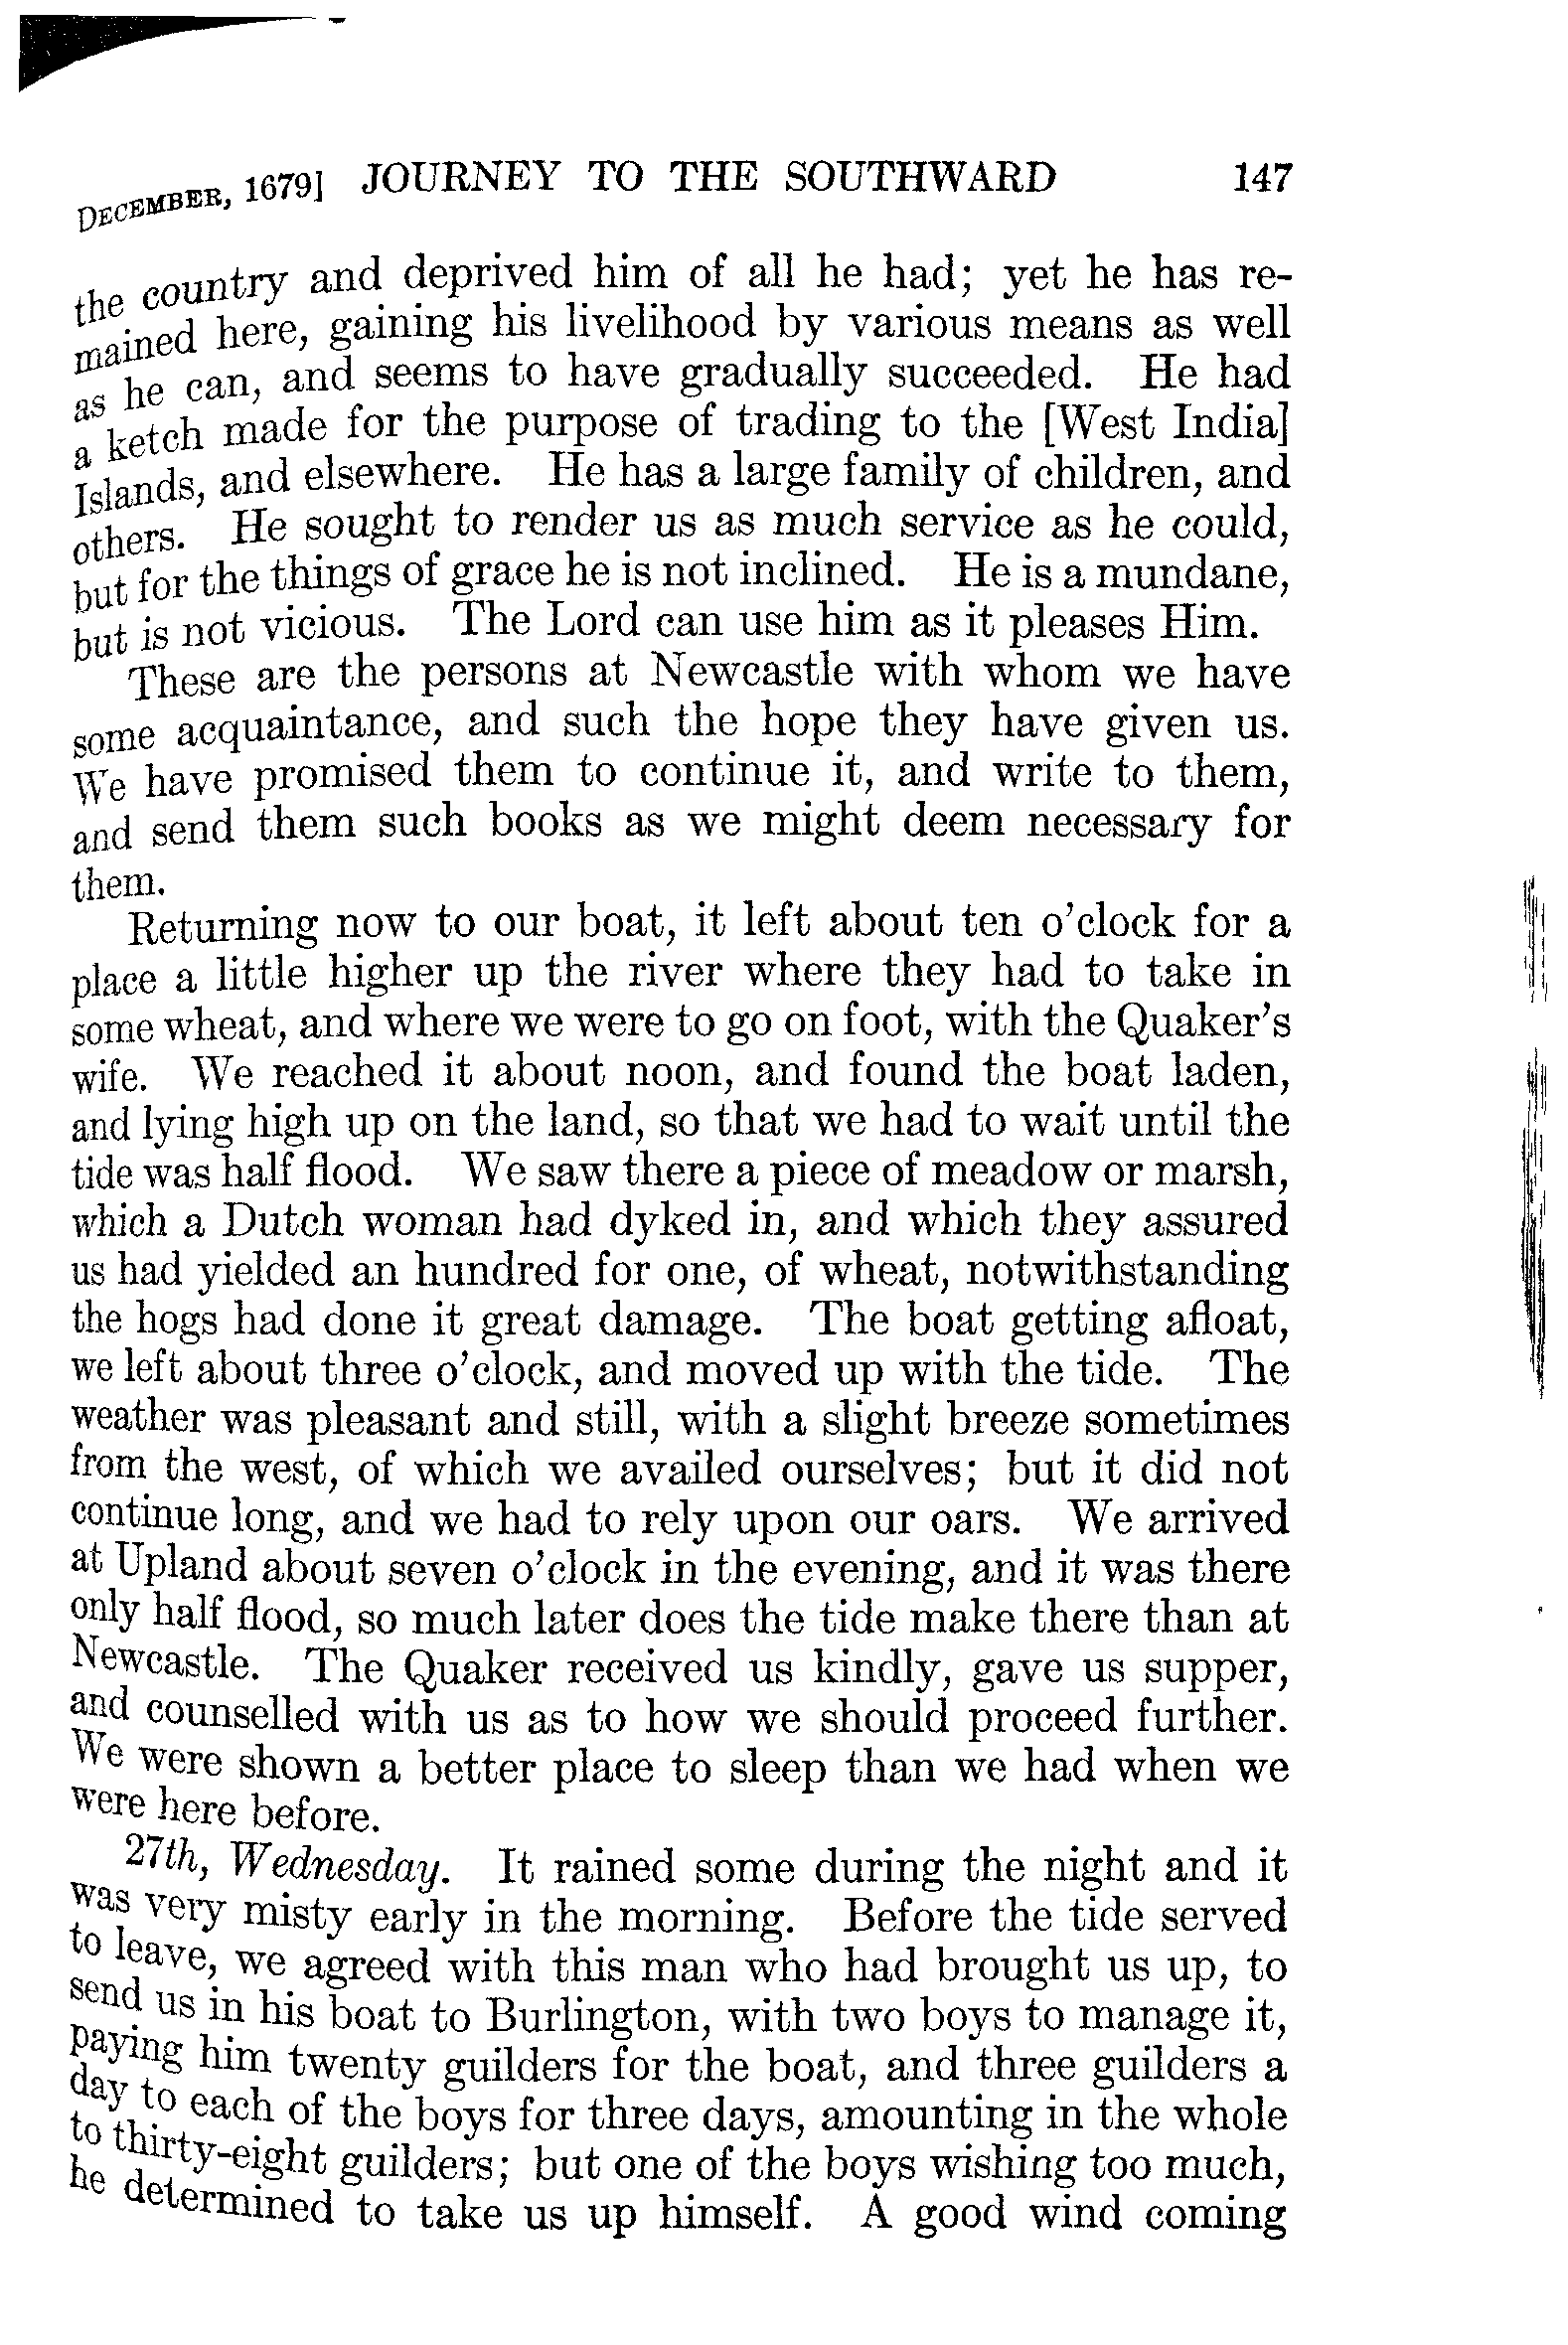 DECEMBER, 1679] JOURNEY TO THE SOUTHWARD 147
the country and deprived him of all he had; yet he has re-
mained here, gaining his livelihood by various means as well
as he can, and seems to have gradually succeeded. He had
a ketch made for the purpose of trading to the [West India]
Islands, and elsewhere. He has a large family of children, and
others. He sought to render us as much service as he could,
but for the things of grace he is not inclined. He is a mundane,
but is not vicious. The Lord can use him as it pleases Him.
These are the persons at Newcastle with whom we have
some acquaintance, and such the hope they have given us.
We have promised them to continue it, and write to them,
and send them such books as we might deem necessary for
them.
Returning now to our boat, it left about ten o'clock for a
place a little higher up the river where they had to take in
some wheat, and where we were to go on foot, with the Quaker's
wife. We reached it about noon, and found the boat laden,
and lying high up on the land, so that we had to wait until the
tide was half flood. We saw there a piece of meadow or marsh,
which a Dutch woman had dyked in, and which they assured
us had yielded an hundred for one, of wheat, notwithstanding
the hogs had done it great damage. The boat getting afloat,
we left about three o'clock, and moved up with the tide. The
weather was pleasant and still, with a slight breeze sometimes
from the west, of which we availed ourselves; but it did not
continue long, and we had to rely upon our oars. We arrived
at Upland about seven o'clock in the evening, and it was there
only half flood, so much later does the tide make there than at
Newcastle. The Quaker received us kindly, gave us supper,
and counselled with us as to how we should proceed further.
We were shown a better place to sleep than we had when we
were here before.
27th, Wednesday. It rained some during the night and it
was very misty early in the morning. Before the tide served
to leave, we agreed with this man who had brought us up, to
send us in his boat to Burlington, with two boys to manage it,
paying him twenty guilders for the boat, and three guilders a
day to each of the boys for three days, amounting in the whole
to thirty-eight guilders; but one of the boys wishing too much,
he determined to take us up himself. A good wind coming